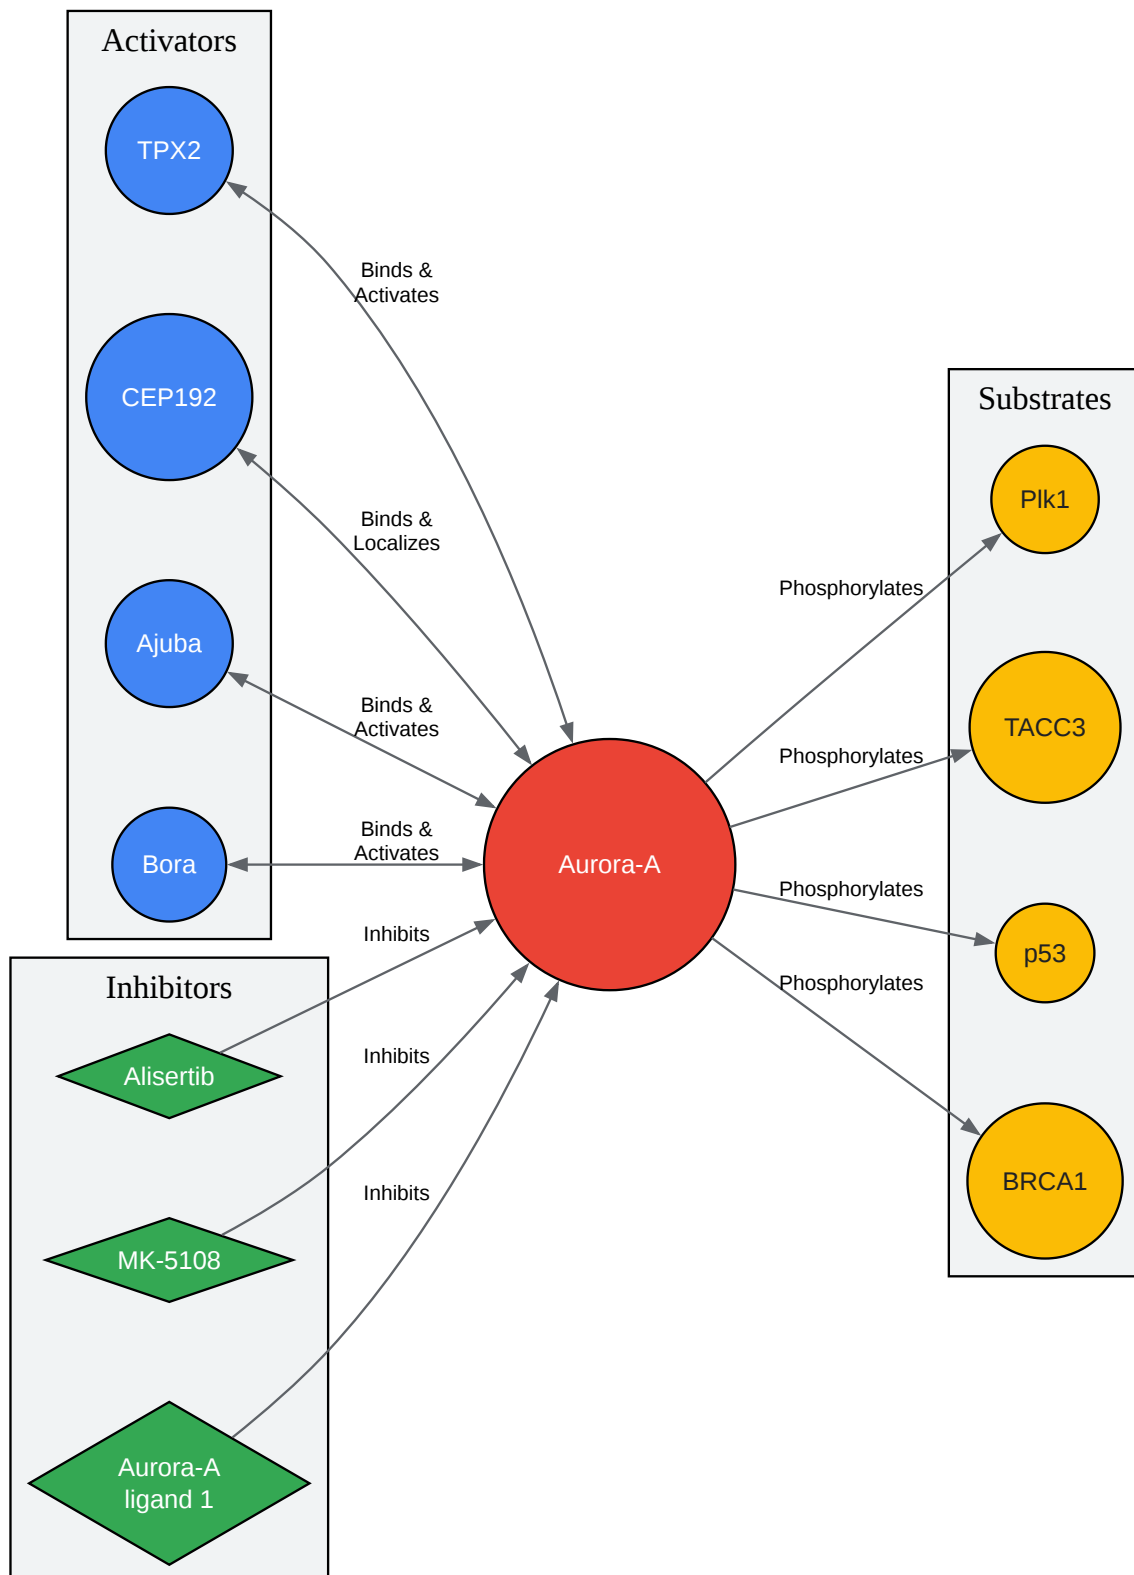 Activators
TPX2
CEP192
Ajuba
Bora
Binds &
Activates
Binds &
Localizes
Binds &
Activates
Binds &
Activates
Inhibitors
Alisertib
MK-5108
Aurora-A
ligand 1
Inhibits
Inhibits
Inhibits
Aurora-A
Phosphorylates
Phosphorylates
Phosphorylates
Phosphorylates
Substrates
Plk1
TACC3
p53
BRCA1